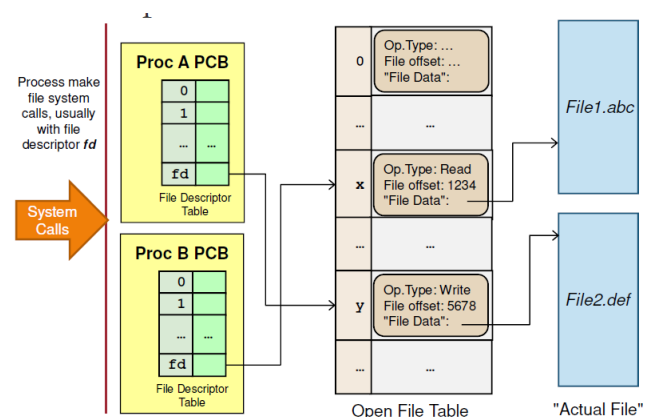 Process make
file system
calls, usually
with file
descriptor fd
System
Calls
Proc A PCB
0
1
... ...
fd
File Descriptor
Table
Proc B PCB
0
1
... ...
fd
File Descriptor
Table
0
Op.Type: ...
File offset: ...
"File Data":
... ...
x
Op.Type: Read
File offset: 1234
"File Data":
... ...
y
Op.Type: Write
File offset: 5678
"File Data":
... ...
Open File Table
File1.abc
File2.def
"Actual File"